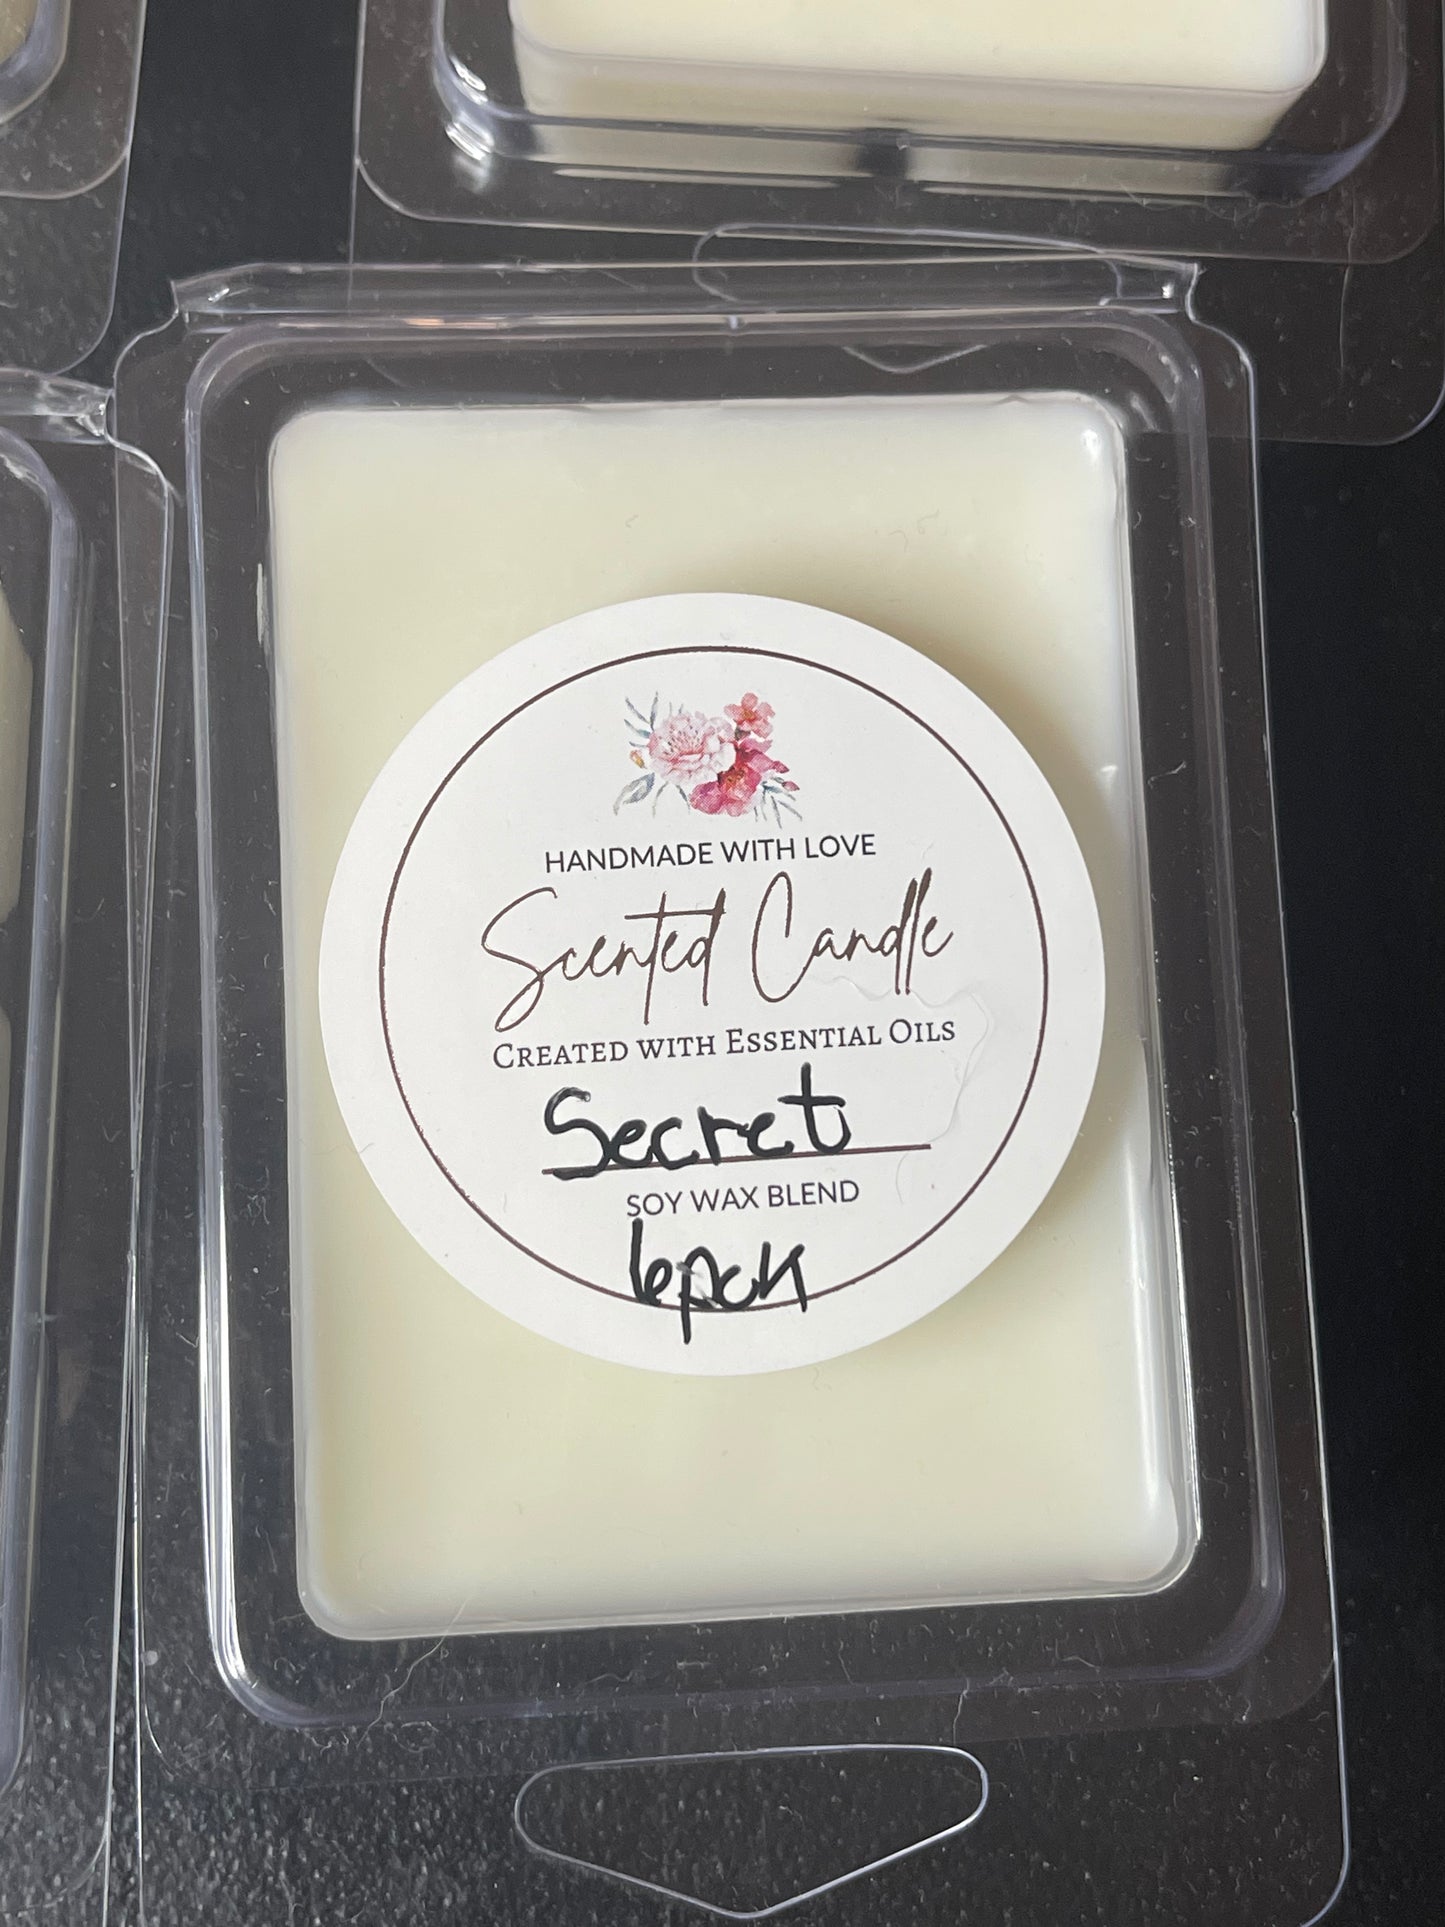 HANDMADE WITH LOVE
Scented Candle
CREATED WITH ESSENTIAL OILS
Secret
SOY WAX BLEND
6pck